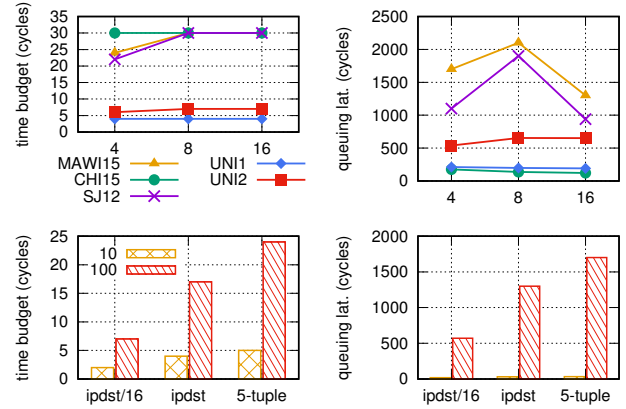 time budget (cycles)
35
30
25
20
15
10
5
0
4 8 16
MAWI15 UNI1
CHI15 UNI2
SJ12
queuing lat. (cycles)
2500
2000
1500
1000
500
0
4 8 16
time budget (cycles)
25
20
15
10
5
0
10
100
ipdst/16 ipdst 5-tuple
queuing lat. (cycles)
2000
1500
1000
500
0
ipdst/16 ipdst 5-tuple